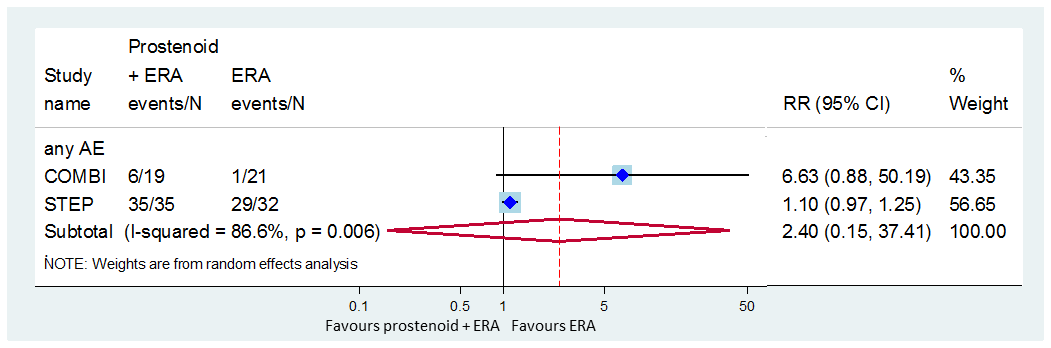 Prostenoid
Study + ERA ERA %
name events/N events/N RR (95% CI) Weight
any AE
COMBI 6/19 1/21 6.63 (0.88, 50.19) 43.35
STEP 35/35 29/32 1.10 (0.97, 1.25) 56.65
Subtotal (I-squared = 86.6%, p = 0.006) 2.40 (0.15, 37.41) 100.00
NOTE: Weights are from random effects analysis
0.1 0.5 1 5 50
Favours prostenoid + ERA Favours ERA